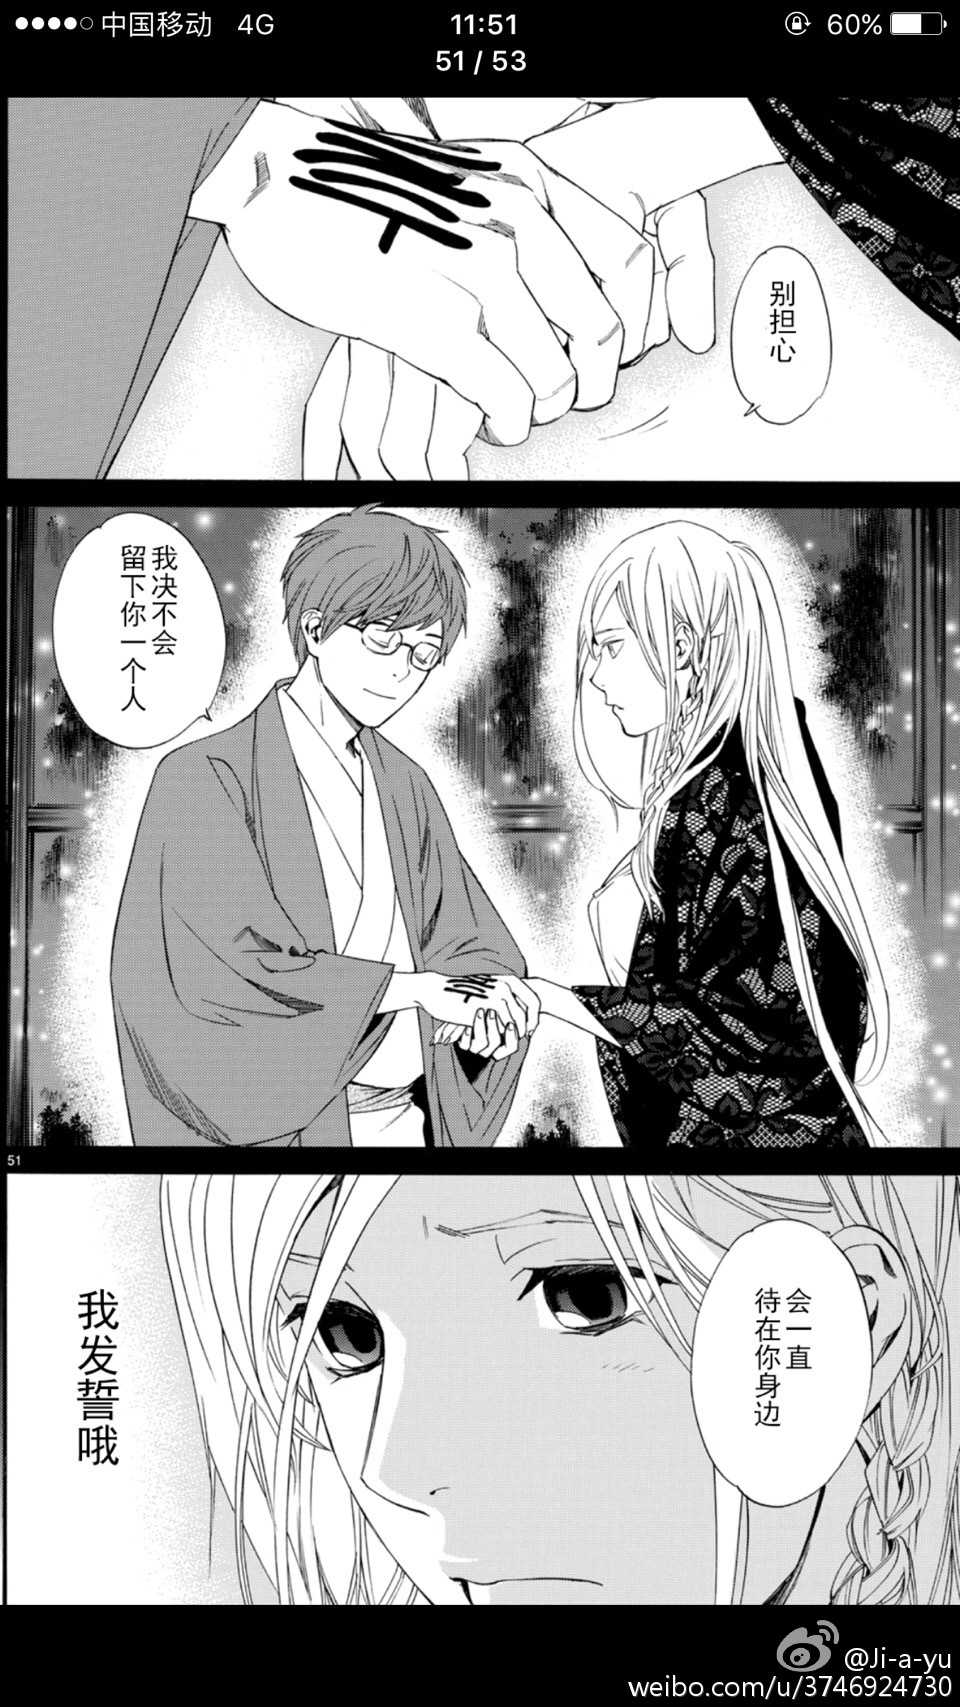 中国移动 4G 11:51 60%
51 / 53
别担心
我决不会
留下你一个人
51
会一直
待在你身边
我发誓哦
@Ji-a-yu
weibo.com/u/3746924730